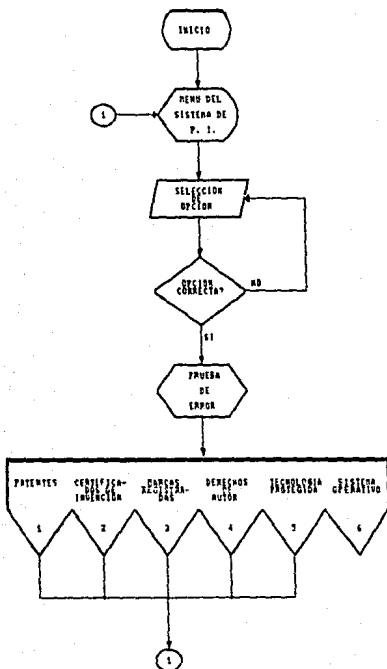 INICIO
1
MENU DEL
SISTEMA DE
P. I.
SELECCION
DE
OPCION
OPCION
CORRECTA?
NO
SI
PRUEBA
DE
ERROR
PATENTES
CERTIFICA-
DOS DE
INVENCION
MARCAS
REGISTRA-
DAS
DERECHOS
DE
AUTOR
TECNOLOGIA
PROTEGIDA
SISTEMA
OPERATIVO
1
2
3
4
5
6
1